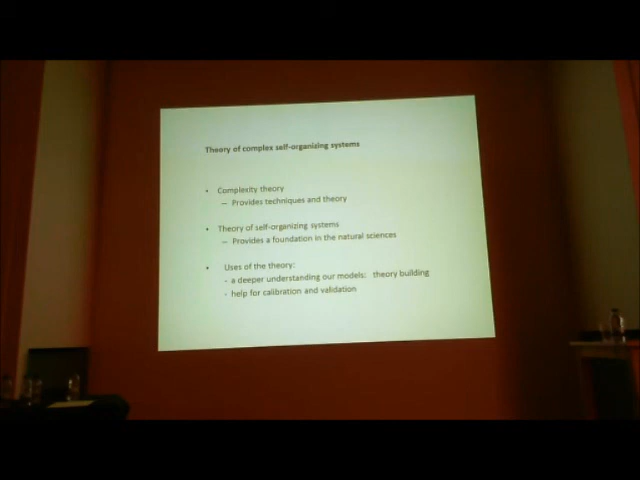 Theory of complex self-organizing systems
• Complexity theory
– Provides techniques and theory
• Theory of self-organizing systems
– Provides a foundation in the natural sciences
• Uses of the theory:
- a deeper understanding our models: theory building
- help for calibration and validation